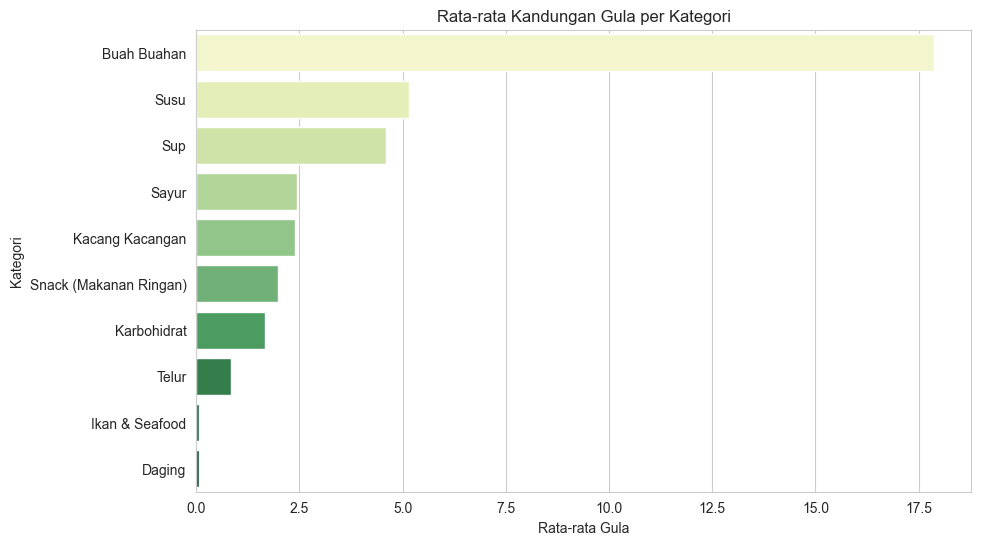 Rata-rata Kandungan Gula per Kategori
Kategori
Buah Buahan
Susu
Sup
Sayur
Kacang Kacangan
Snack (Makanan Ringan)
Karbohidrat
Telur
Ikan & Seafood
Daging
0.0 2.5 5.0 7.5 10.0 12.5 15.0 17.5
Rata-rata Gula